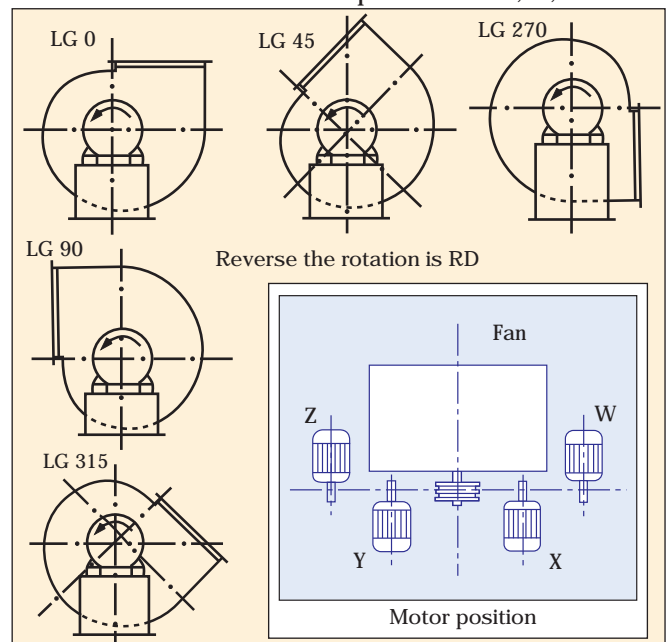 LG 0
LG 45
LG 270
LG 90
Reverse the rotation is RD
Fan
Z
W
LG 315
Y
X
Motor position